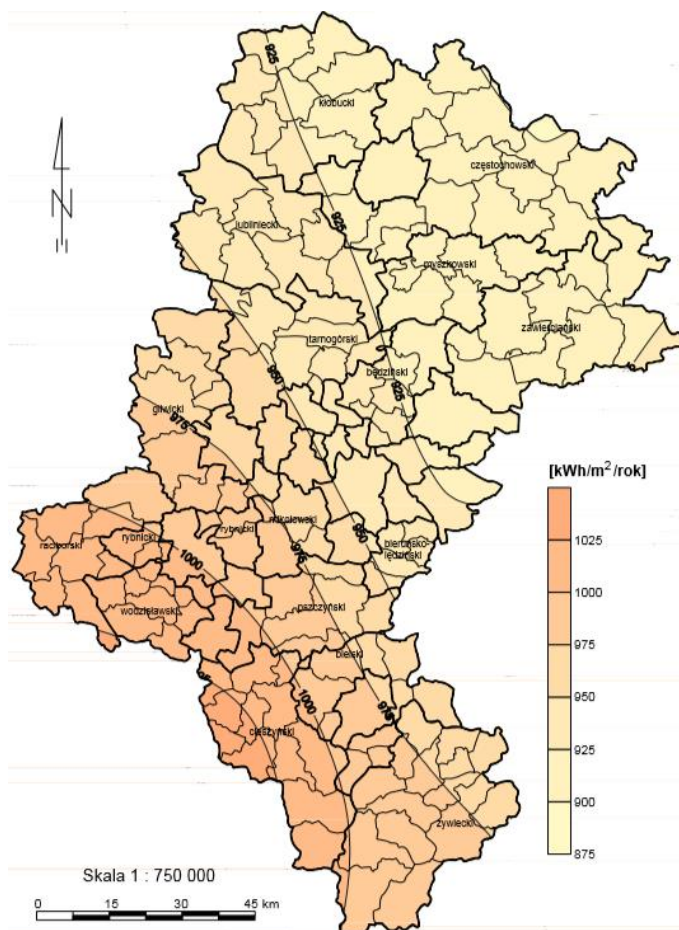 925
kłobucki
częstochowski
lubliniecki
925
myszkowski
zawierciański
tarnogórski
będziński
950
925
gliwicki
975
[kWh/m²/rok]
1025
1000
975
950
925
900
875
mikołowski
rybnicki
raciborski
rybnicki
1000
975
950
bieruńsko-
lędziński
wodzisławski
pszczyński
bielski
1000
975
cieszyński
żywiecki
Skala 1 : 750 000
0 15 30 45 km